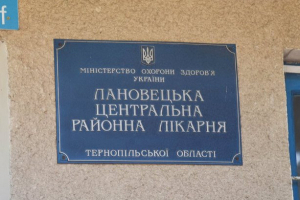 f.
МІНІСТЕРСТВО ОХОРОНИ ЗДОРОВ'Я
УКРАЇНИ
ЛАНОВЕЦЬКА
ЦЕНТРАЛЬНА
РАЙОННА ЛІКАРНЯ
ТЕРНОПІЛЬСЬКОЇ ОБЛАСТІ